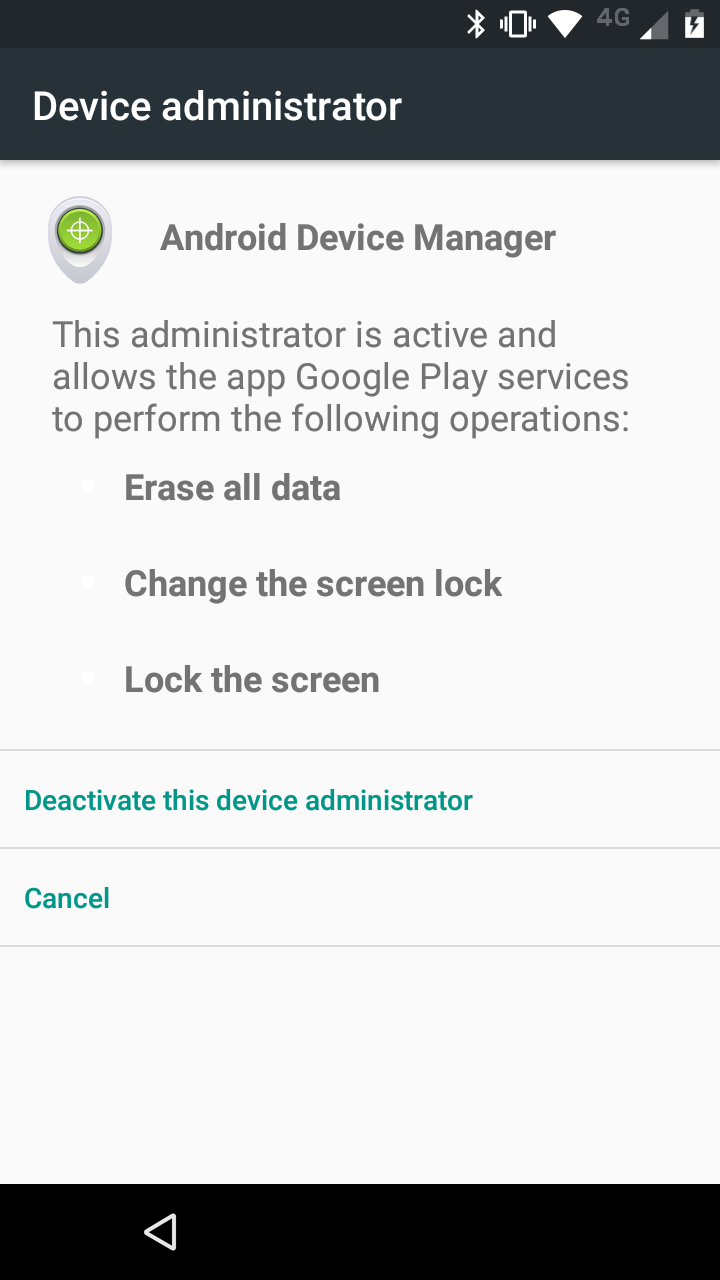 4G
Device administrator
Android Device Manager
This administrator is active and
allows the app Google Play services
to perform the following operations:
Erase all data
Change the screen lock
Lock the screen
Deactivate this device administrator
Cancel